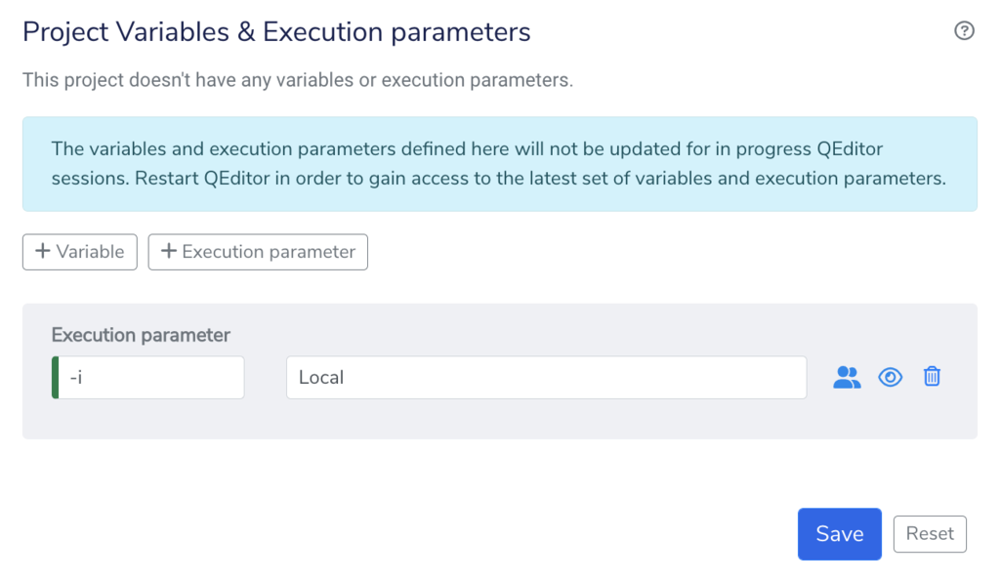 Project Variables & Execution parameters
This project doesn't have any variables or execution parameters.
The variables and execution parameters defined here will not be updated for in progress QEditor
sessions. Restart QEditor in order to gain access to the latest set of variables and execution parameters.
+ Variable + Execution parameter
Execution parameter
-i Local
Save Reset